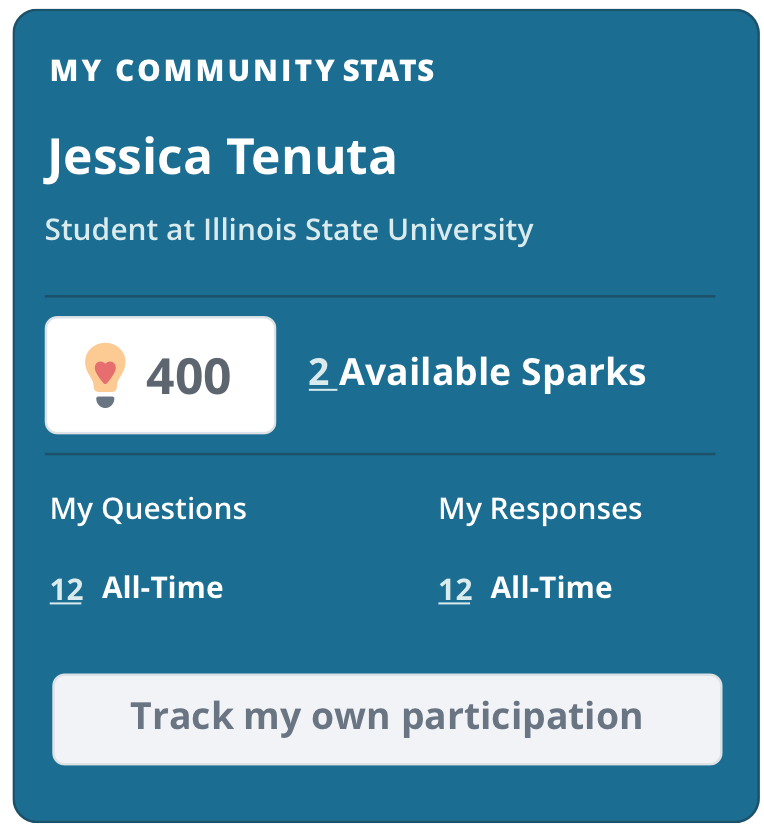 MY COMMUNITY STATS
Jessica Tenuta
Student at Illinois State University
400
2 Available Sparks
My Questions
My Responses
12 All-Time
12 All-Time
Track my own participation